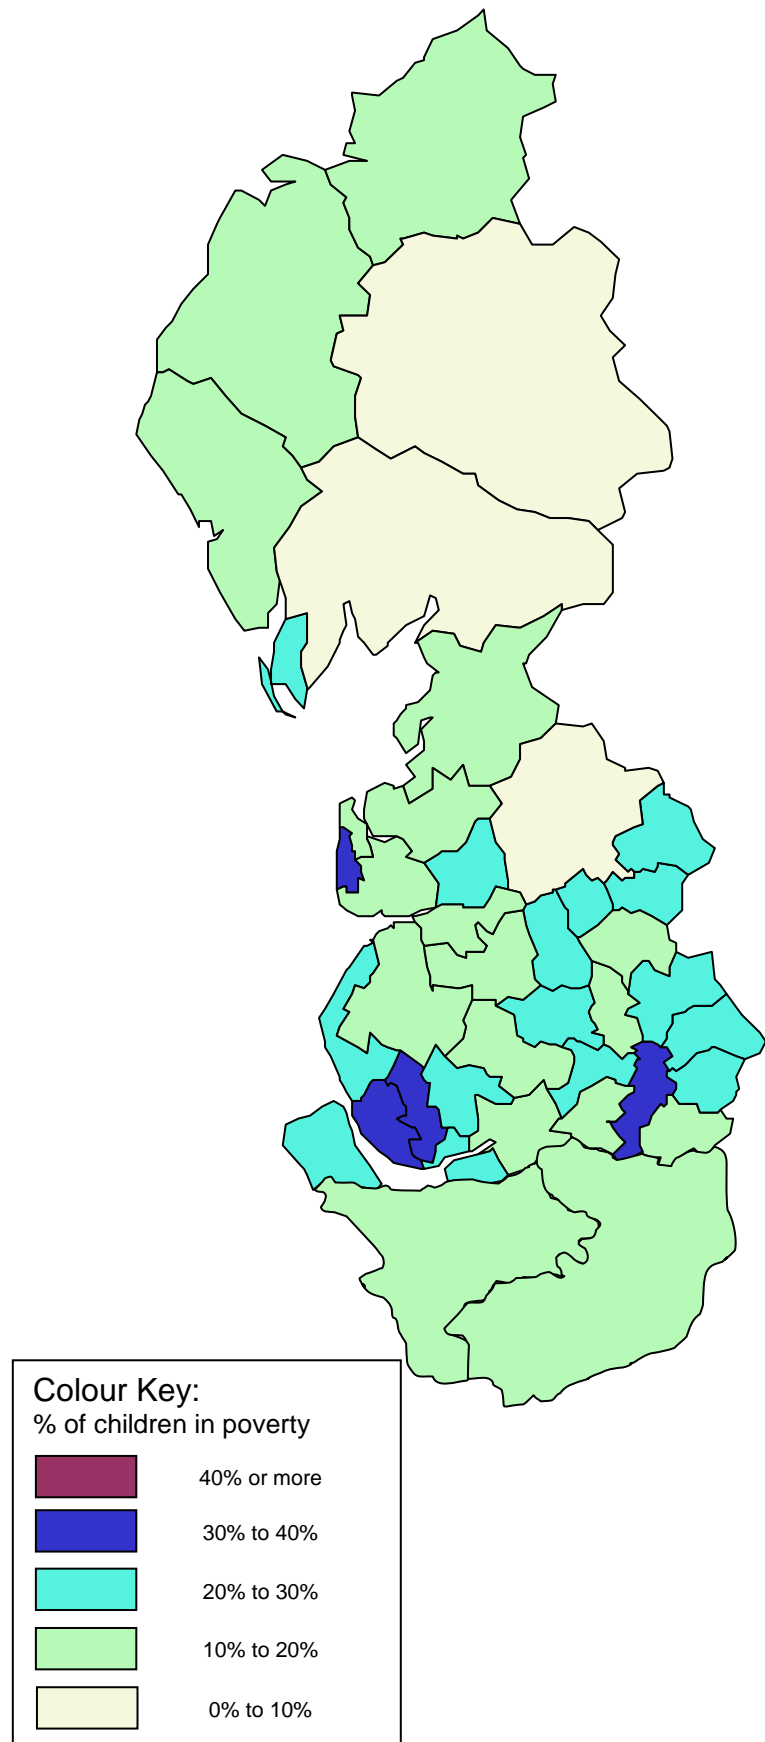 Colour Key:
% of children in poverty
40% or more
30% to 40%
20% to 30%
10% to 20%
0% to 10%